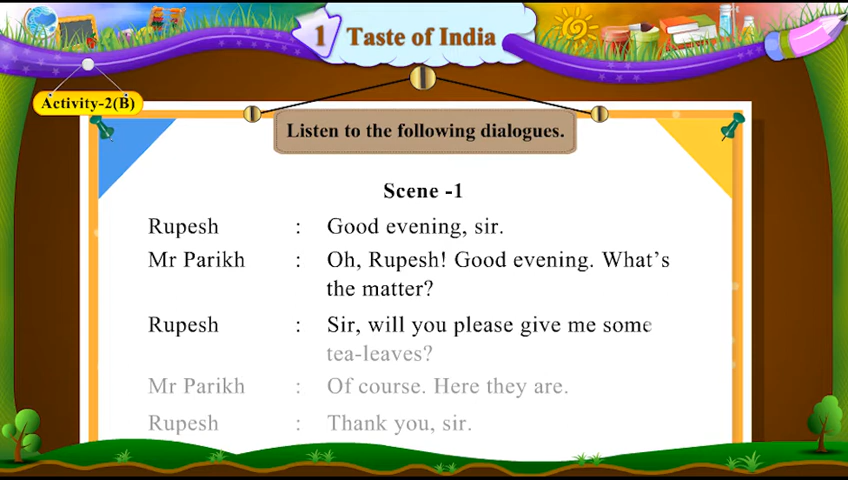 1 Taste of India
Activity-2(B)
Listen to the following dialogues.
Scene -1
Rupesh : Good evening, sir.
Mr Parikh : Oh, Rupesh! Good evening. What's
the matter?
Rupesh : Sir, will you please give me some
tea-leaves?
Mr Parikh : Of course. Here they are.
Rupesh : Thank you, sir.